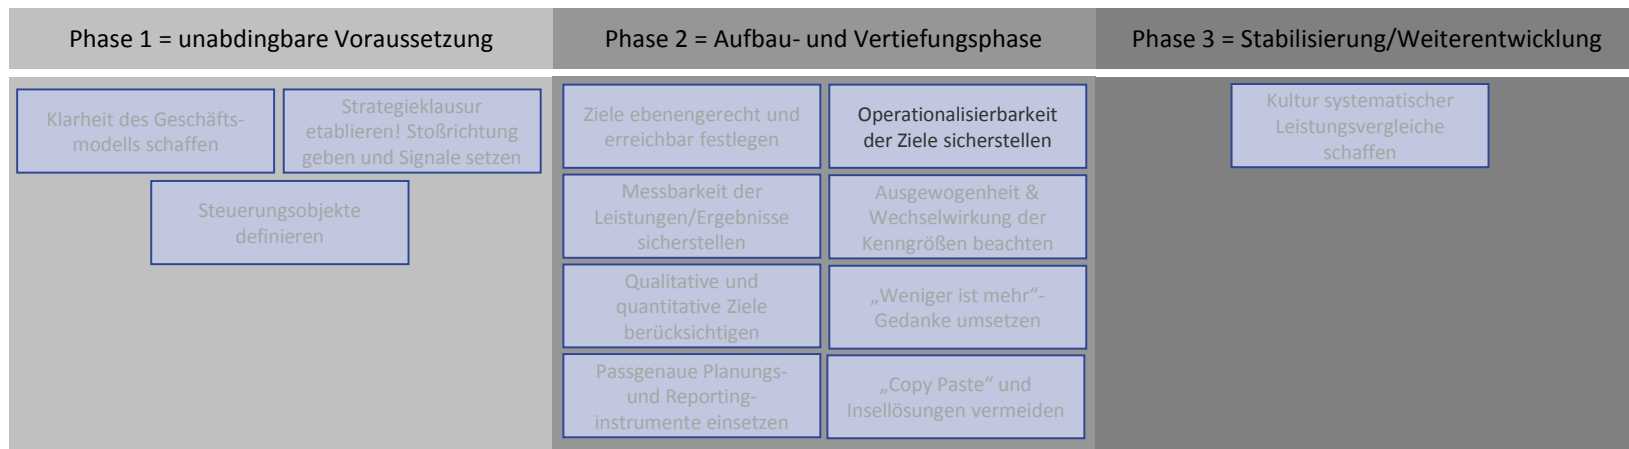 Phase 1 = unabdingbare Voraussetzung
Phase 2 = Aufbau- und Vertiefungsphase
Phase 3 = Stabilisierung/Weiterentwicklung
Klarheit des Geschäfts-
modells schaffen
Strategieklausur
etablieren! Stoßrichtung
geben und Signale setzen
Steuerungsobjekte
definieren
Ziele ebenengerecht und
erreichbar festlegen
Operationalisierbarkeit
der Ziele sicherstellen
Messbarkeit der
Leistungen/Ergebnisse
sicherstellen
Ausgewogenheit &
Wechselwirkung der
Kenngrößen beachten
Qualitative und
quantitative Ziele
berücksichtigen
„Weniger ist mehr“-
Gedanke umsetzen
Passgenaue Planungs-
und Reporting-
instrumente einsetzen
„Copy Paste“ und
Insellösungen vermeiden
Kultur systematischer
Leistungsvergleiche
schaffen